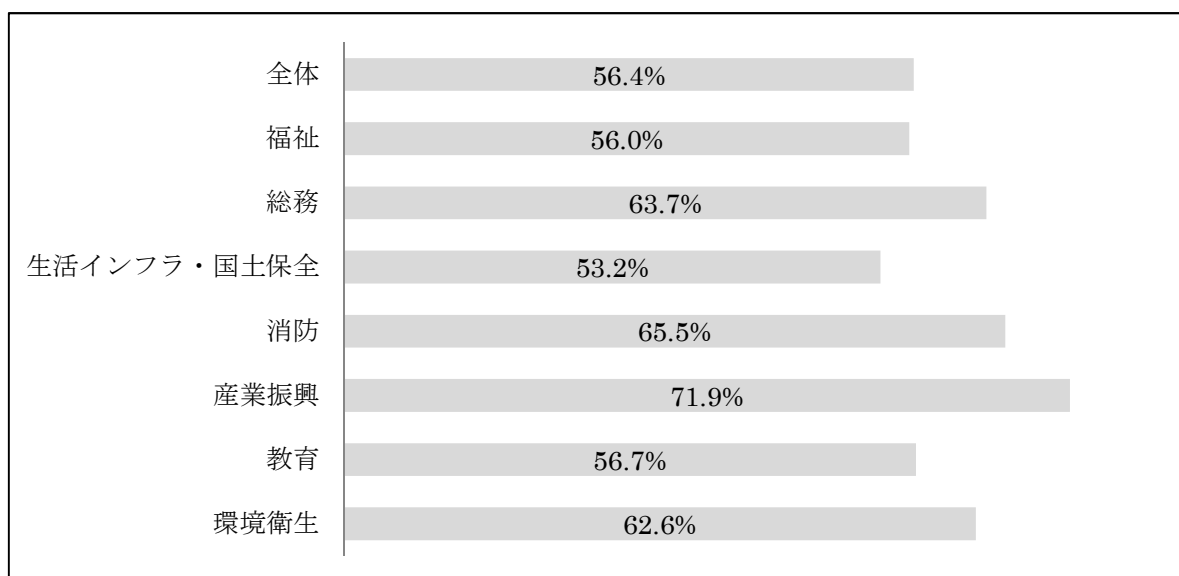 全体 56.4%
福祉 56.0%
総務 63.7%
生活インフラ・国土保全 53.2%
消防 65.5%
産業振興 71.9%
教育 56.7%
環境衛生 62.6%